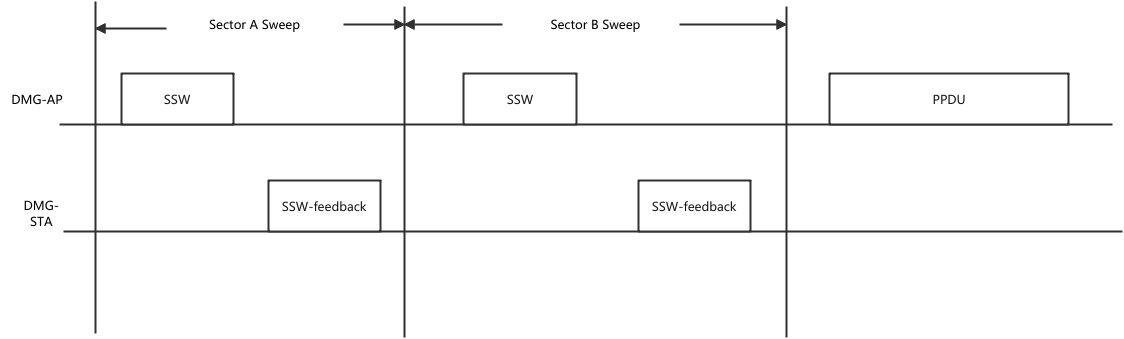 Sector A Sweep
Sector B Sweep
DMG-AP
SSW
SSW
PPDU
DMG-
STA
SSW-feedback
SSW-feedback